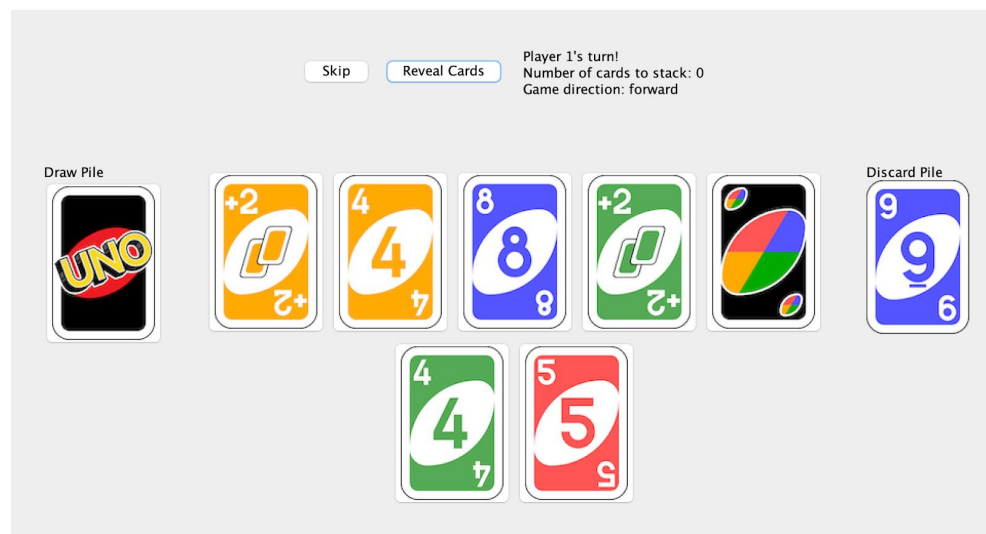 Skip
Reveal Cards
Player 1's turn!
Number of cards to stack: 0
Game direction: forward
Draw Pile
UNO
+2
+2
4
4
4
8
8
8
+2
+2
Discard Pile
9
9
9
4
4
4
5
5
5